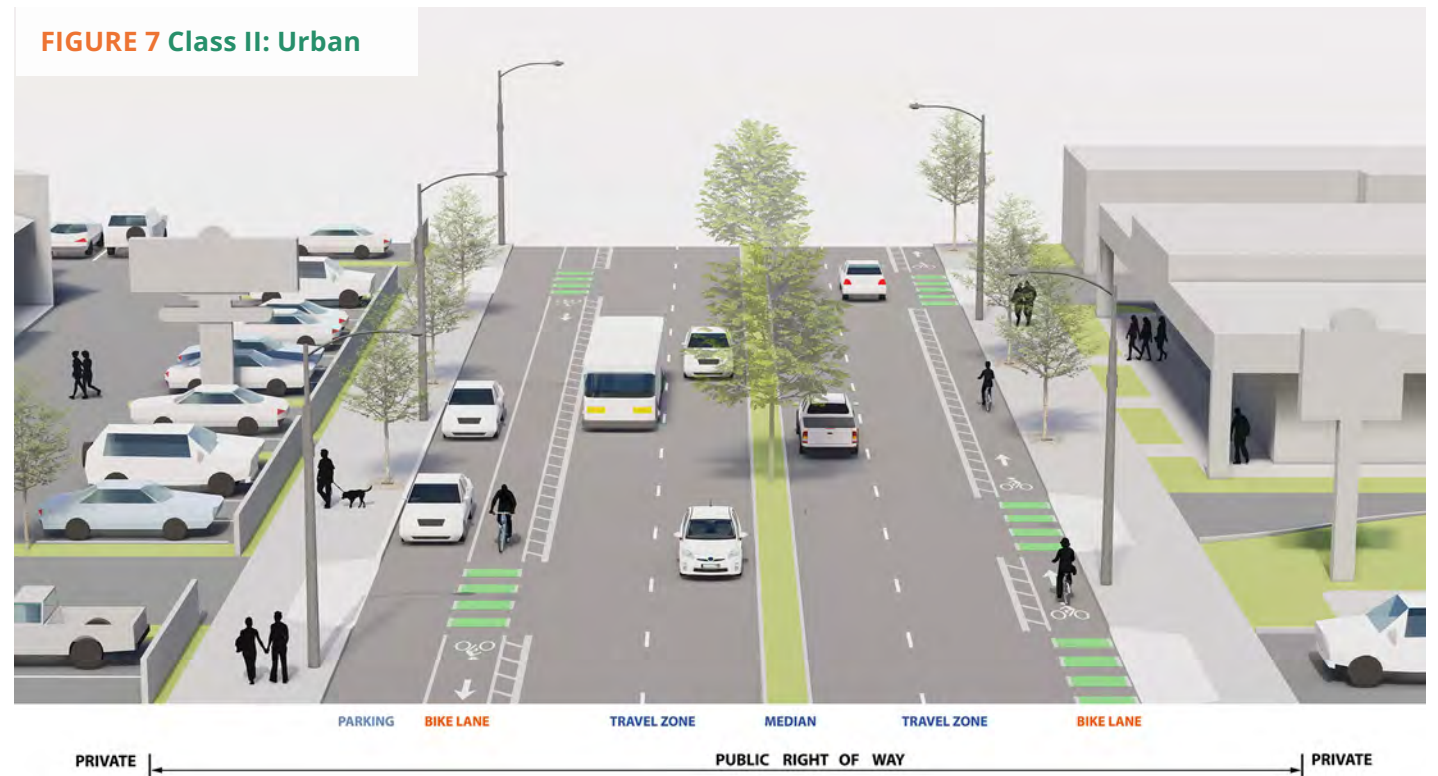 FIGURE 7 Class II: Urban
PARKING BIKE LANE TRAVEL ZONE MEDIAN TRAVEL ZONE BIKE LANE
PRIVATE PUBLIC RIGHT OF WAY PRIVATE